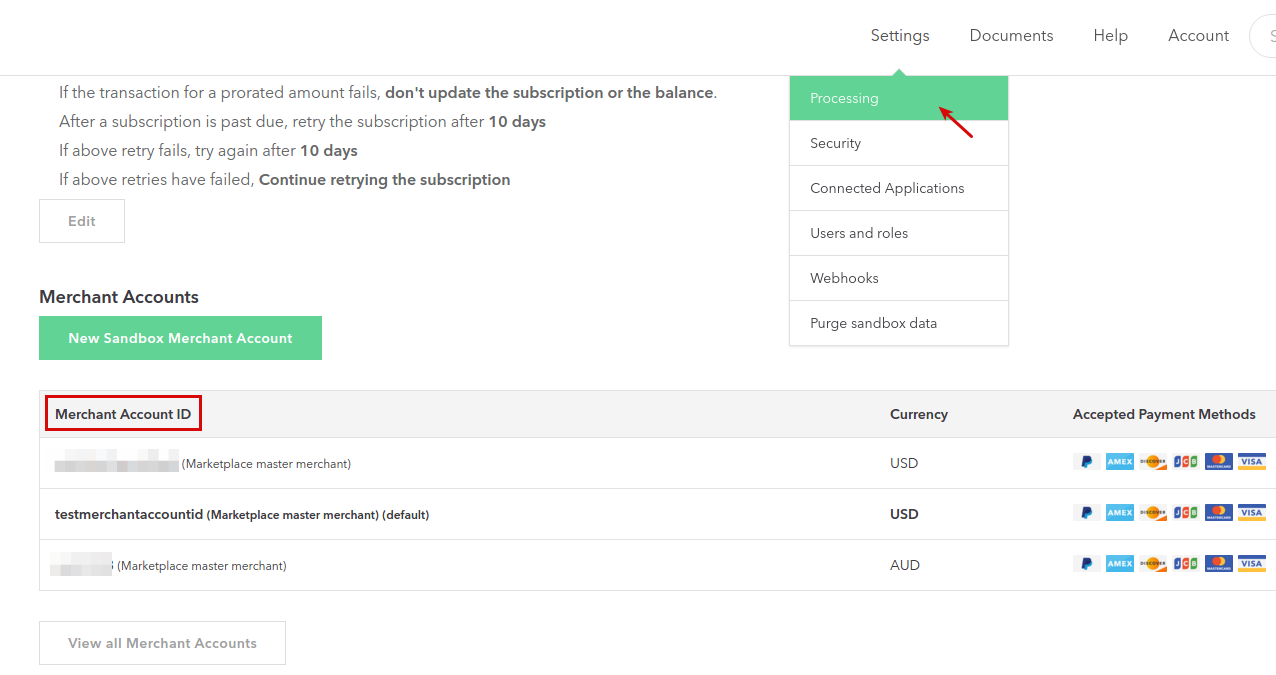 Settings Documents Help Account S
If the transaction for a prorated amount fails, don't update the subscription or the balance.
After a subscription is past due, retry the subscription after 10 days
If above retry fails, try again after 10 days
If above retries have failed, Continue retrying the subscription
Edit
Processing
Security
Connected Applications
Users and roles
Webhooks
Purge sandbox data
Merchant Accounts
New Sandbox Merchant Account
Merchant Account ID Currency Accepted Payment Methods
(Marketplace master merchant) USD AMEX DISCOVER JCB MASTERCARD VISA
testmerchantaccountid (Marketplace master merchant) (default) USD AMEX DISCOVER JCB MASTERCARD VISA
(Marketplace master merchant) AUD AMEX DISCOVER JCB MASTERCARD VISA
View all Merchant Accounts